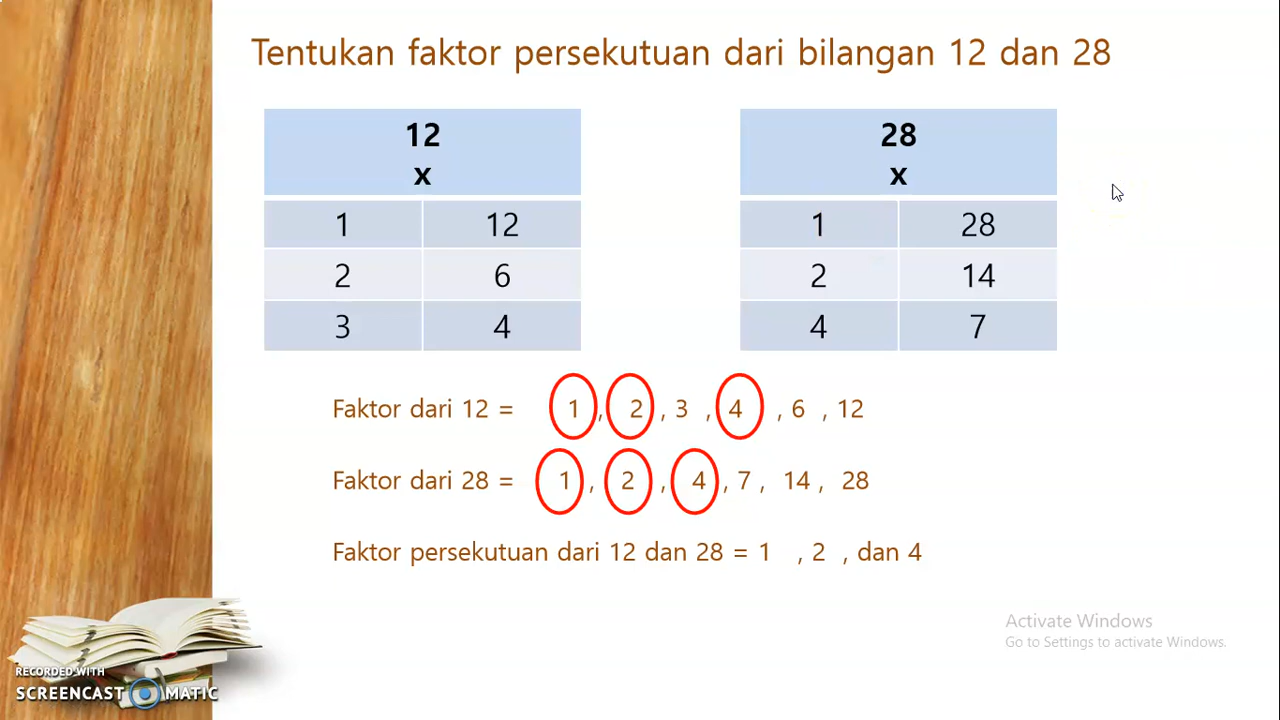 Tentukan faktor persekutuan dari bilangan 12 dan 28
12
x
1 12
2 6
3 4
28
x
1 28
2 14
4 7
Faktor dari 12 = 1 , 2 , 3 , 4 , 6 , 12
Faktor dari 28 = 1 , 2 , 4 , 7 , 14 , 28
Faktor persekutuan dari 12 dan 28 = 1 , 2 , dan 4
Activate Windows
Go to Settings to activate Windows.
RECORDED WITH
SCREENCAST MATIC